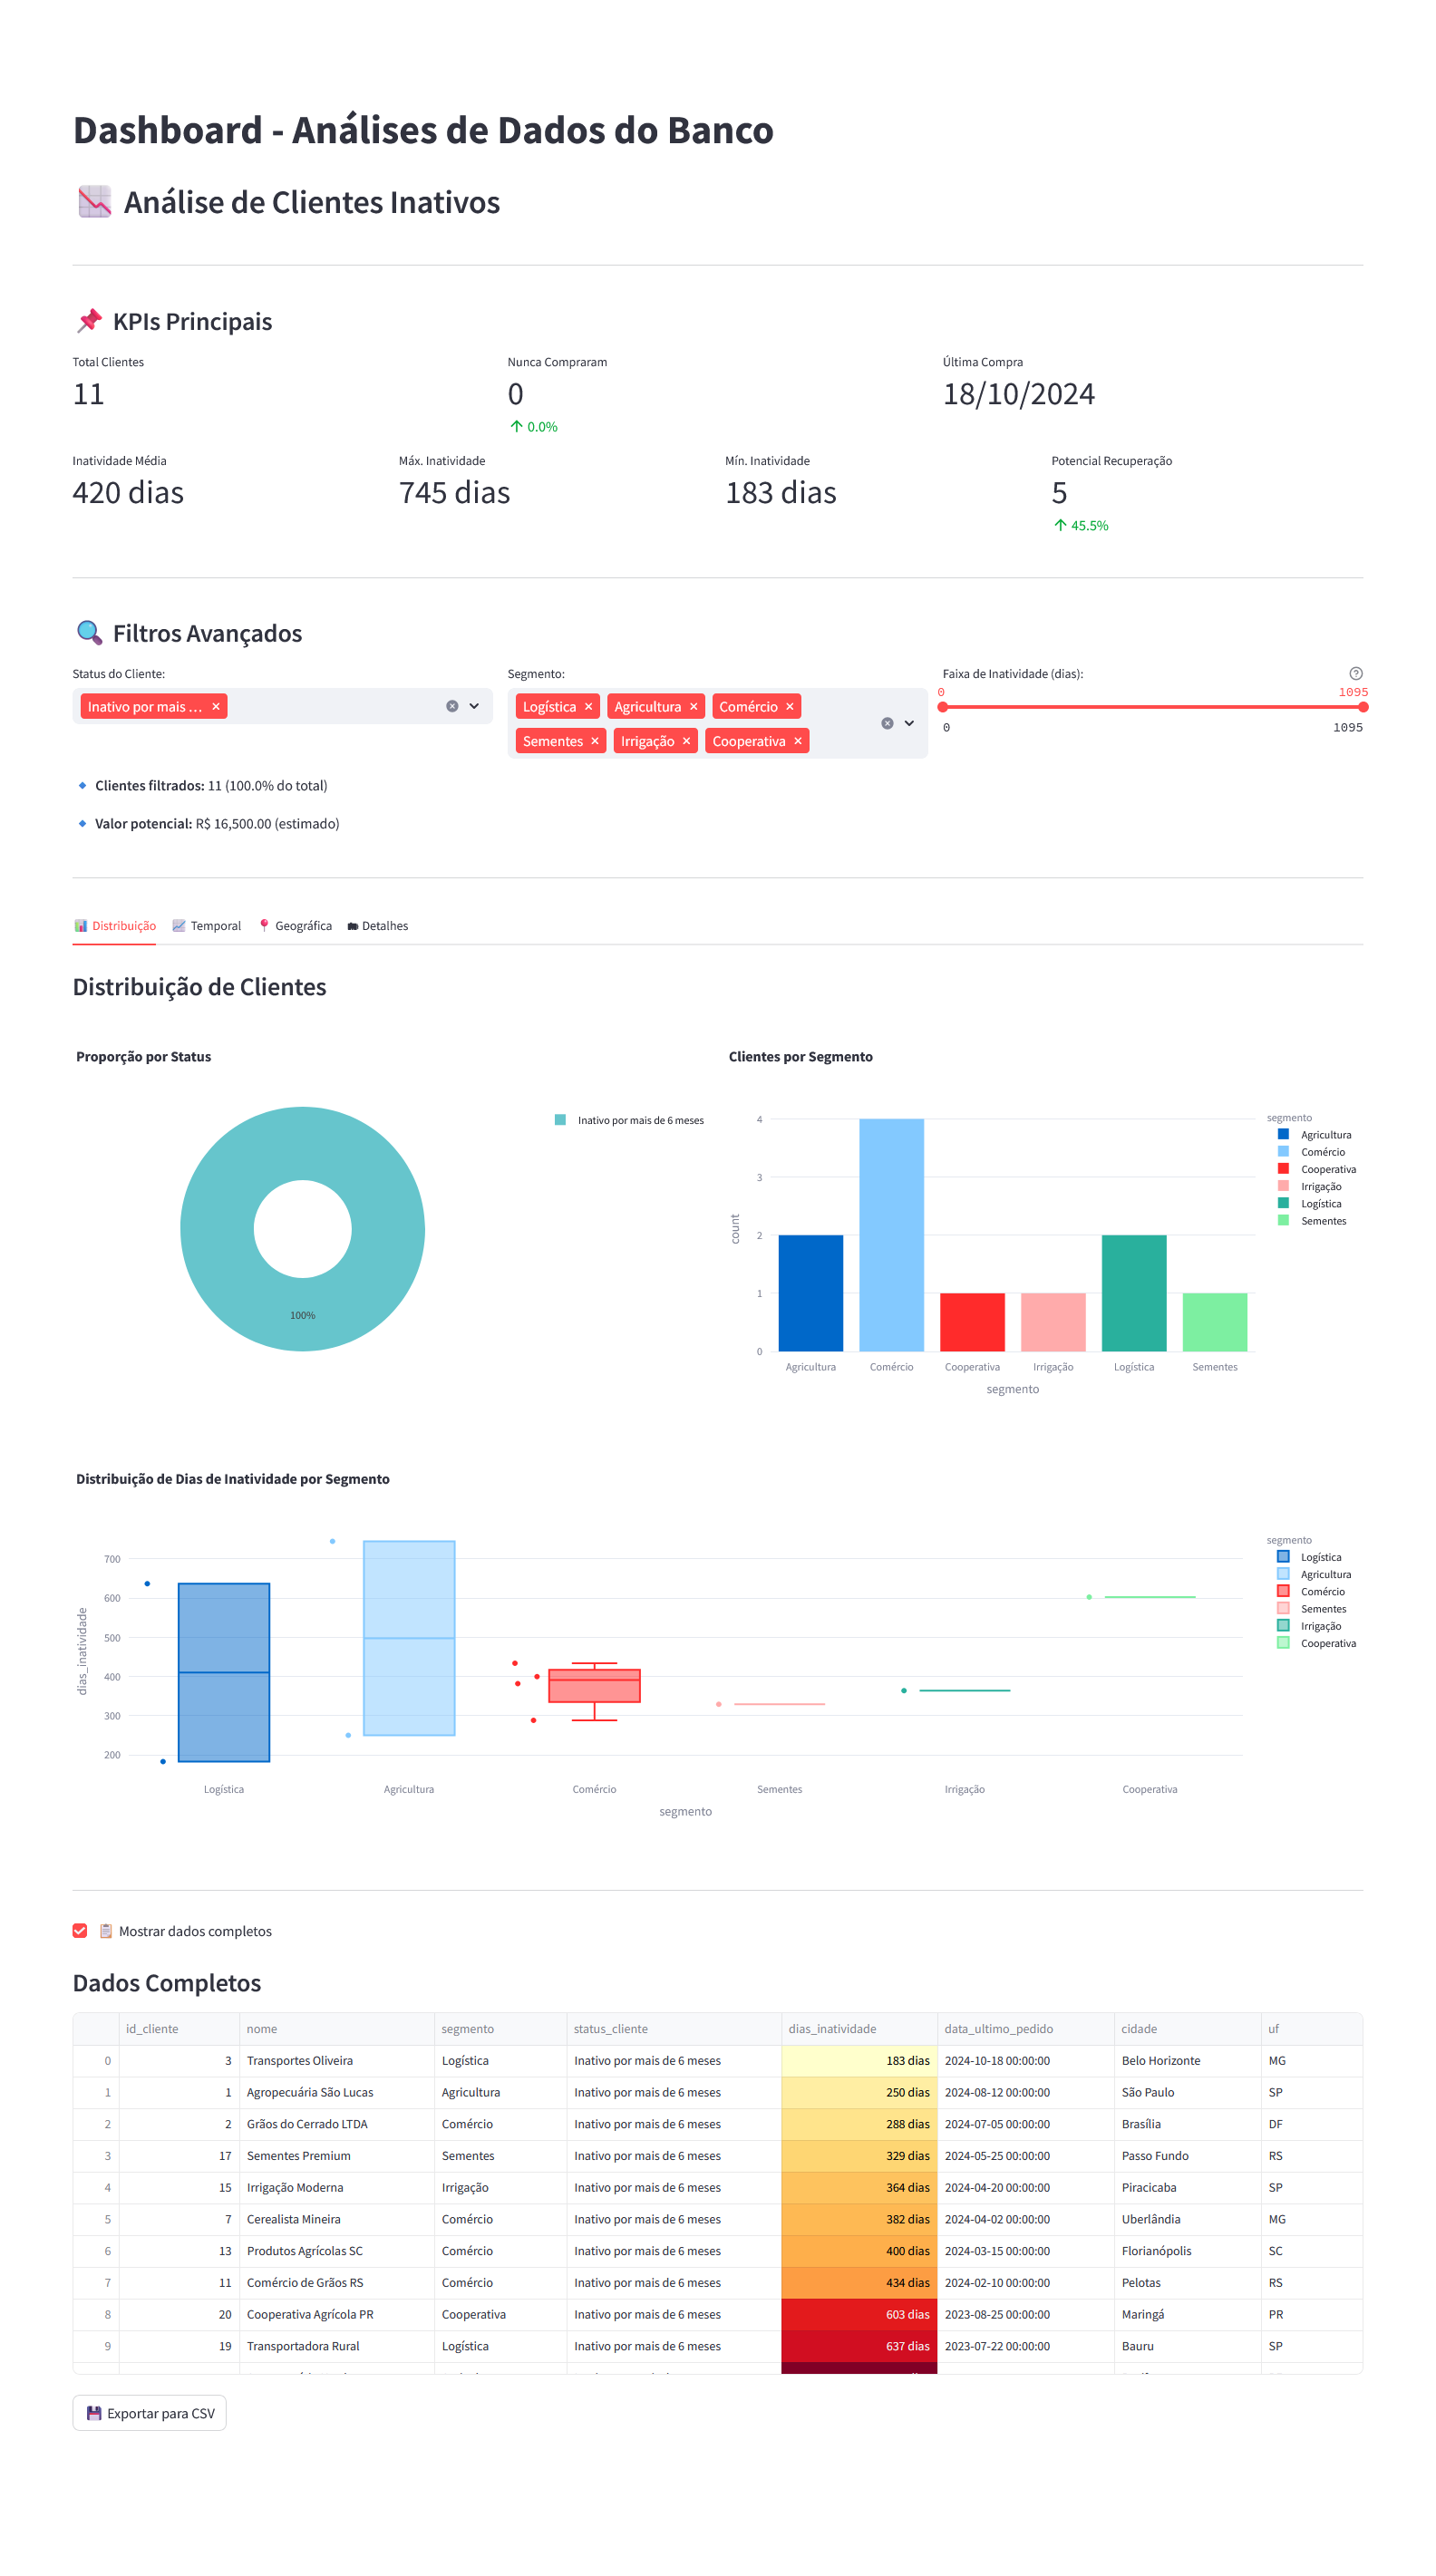 Dashboard - Análises de Dados do Banco
Análise de Clientes Inativos
KPIs Principais
Total Clientes
11
Nunca Compraram
0
0.0%
Última Compra
18/10/2024
Inatividade Média
420 dias
Máx. Inatividade
745 dias
Mín. Inatividade
183 dias
Potencial Recuperação
5
45.5%
Filtros Avançados
Status do Cliente:
Inativo por mais ...
Segmento:
Logística Agricultura Comércio
Sementes Irrigação Cooperativa
Faixa de Inatividade (dias):
0 1095
0 1095
Clientes filtrados: 11 (100.0% do total)
Valor potencial: R$ 16,500.00 (estimado)
Distribuição Temporal Geográfica Detalhes
Distribuição de Clientes
Proporção por Status
Inativo por mais de 6 meses
100%
Clientes por Segmento
4
3
2
1
0
count
Agricultura Comércio Cooperativa Irrigação Logística Sementes
segmento
segmento
Agricultura
Comércio
Cooperativa
Irrigação
Logística
Sementes
Distribuição de Dias de Inatividade por Segmento
700
600
500
400
300
200
dias_inatividade
Logística Agricultura Comércio Sementes Irrigação Cooperativa
segmento
segmento
Logística
Agricultura
Comércio
Sementes
Irrigação
Cooperativa
Mostrar dados completos
Dados Completos
id_cliente nome segmento status_cliente dias_inatividade data_ultimo_pedido cidade uf
0 3 Transportes Oliveira Logística Inativo por mais de 6 meses 183 dias 2024-10-18 00:00:00 Belo Horizonte MG
1 1 Agropecuária São Lucas Agricultura Inativo por mais de 6 meses 250 dias 2024-08-12 00:00:00 São Paulo SP
2 2 Grãos do Cerrado LTDA Comércio Inativo por mais de 6 meses 288 dias 2024-07-05 00:00:00 Brasília DF
3 17 Sementes Premium Sementes Inativo por mais de 6 meses 329 dias 2024-05-25 00:00:00 Passo Fundo RS
4 15 Irrigação Moderna Irrigação Inativo por mais de 6 meses 364 dias 2024-04-20 00:00:00 Piracicaba SP
5 7 Cerealista Mineira Comércio Inativo por mais de 6 meses 382 dias 2024-04-02 00:00:00 Uberlândia MG
6 13 Produtos Agrícolas SC Comércio Inativo por mais de 6 meses 400 dias 2024-03-15 00:00:00 Florianópolis SC
7 11 Comércio de Grãos RS Comércio Inativo por mais de 6 meses 434 dias 2024-02-10 00:00:00 Pelotas RS
8 20 Cooperativa Agrícola PR Cooperativa Inativo por mais de 6 meses 603 dias 2023-08-25 00:00:00 Maringá PR
9 19 Transportadora Rural Logística Inativo por mais de 6 meses 637 dias 2023-07-22 00:00:00 Bauru SP
Exportar para CSV